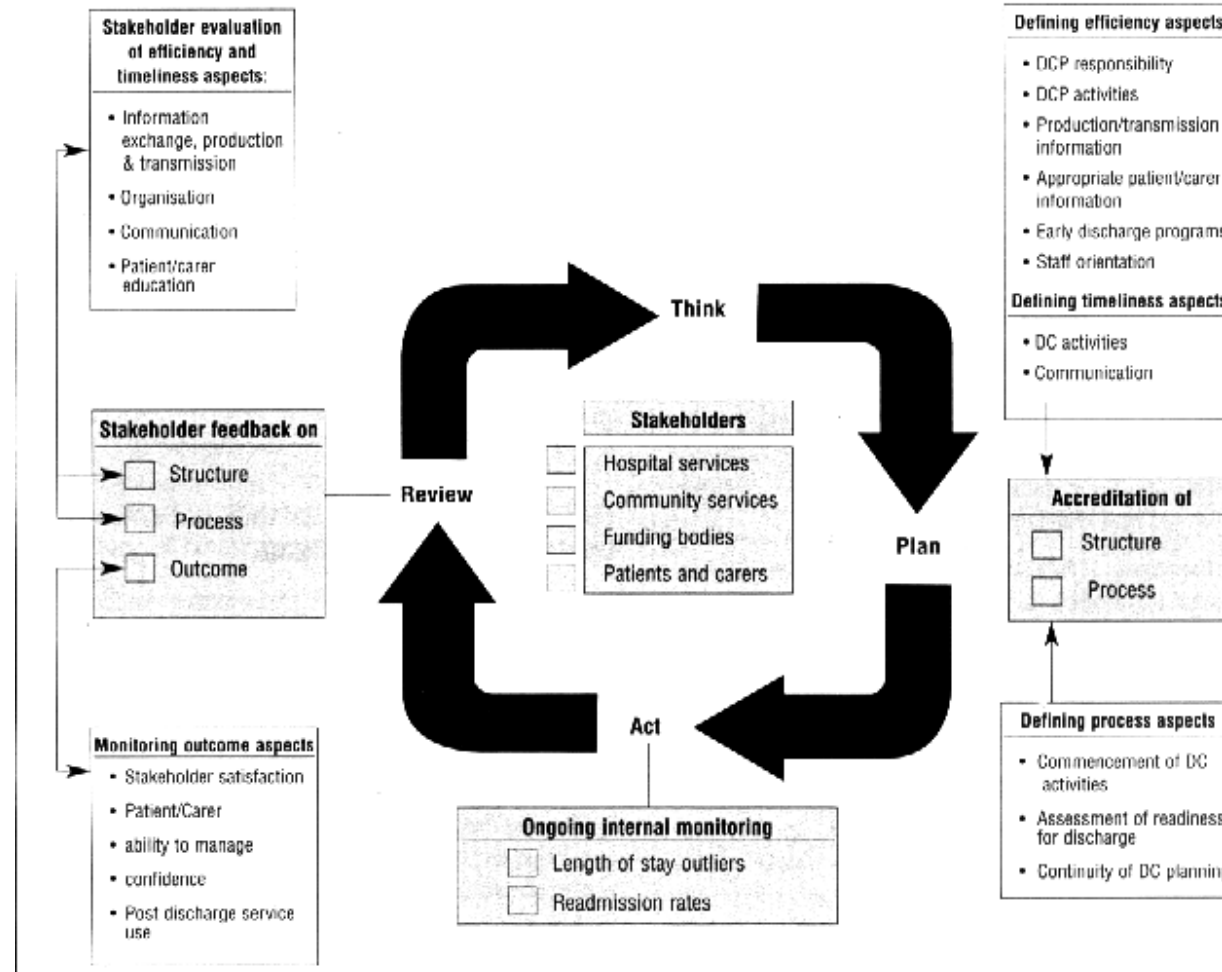 Stakeholder evaluation
of efficiency and
timeliness aspects:
• Information
exchange, production
& transmission
• Organisation
• Communication
• Patient/carer
education
Defining efficiency aspects
• DCP responsibility
• DCP activities
• Production/transmission
information
• Appropriate patient/carer
information
• Early discharge programs
• Staff orientation
Defining timeliness aspects
• DC activities
• Communication
Think
Stakeholder feedback on
Structure
Process
Outcome
Review
Stakeholders
Hospital services
Community services
Funding bodies
Patients and carers
Plan
Accreditation of
Structure
Process
Act
Monitoring outcome aspects
• Stakeholder satisfaction
• Patient/Carer
• ability to manage
• confidence
• Post discharge service
use
Ongoing internal monitoring
Length of stay outliers
Readmission rates
Defining process aspects
• Commencement of DC
activities
• Assessment of readiness
for discharge
• Continuity of DC planning